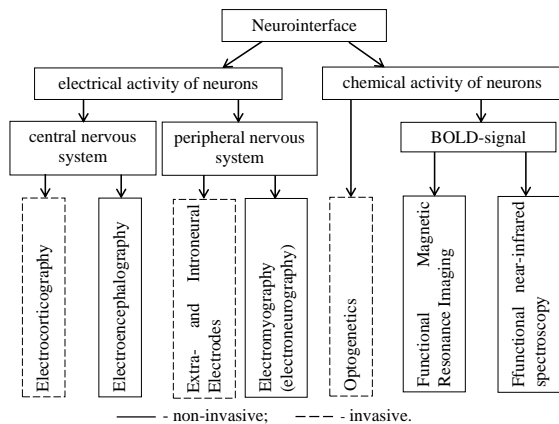 Neurointerface
electrical activity of neurons
chemical activity of neurons
central nervous
system
peripheral nervous
system
BOLD-signal
Electrocorticography
Electroencephalography
Extra- and Introneural
Electrodes
Electromyography
(electroneurography)
Optogenetics
Functional Magnetic
Resonance Imaging
Ffunctional near-infrared
spectroscopy
- non-invasive; - invasive.